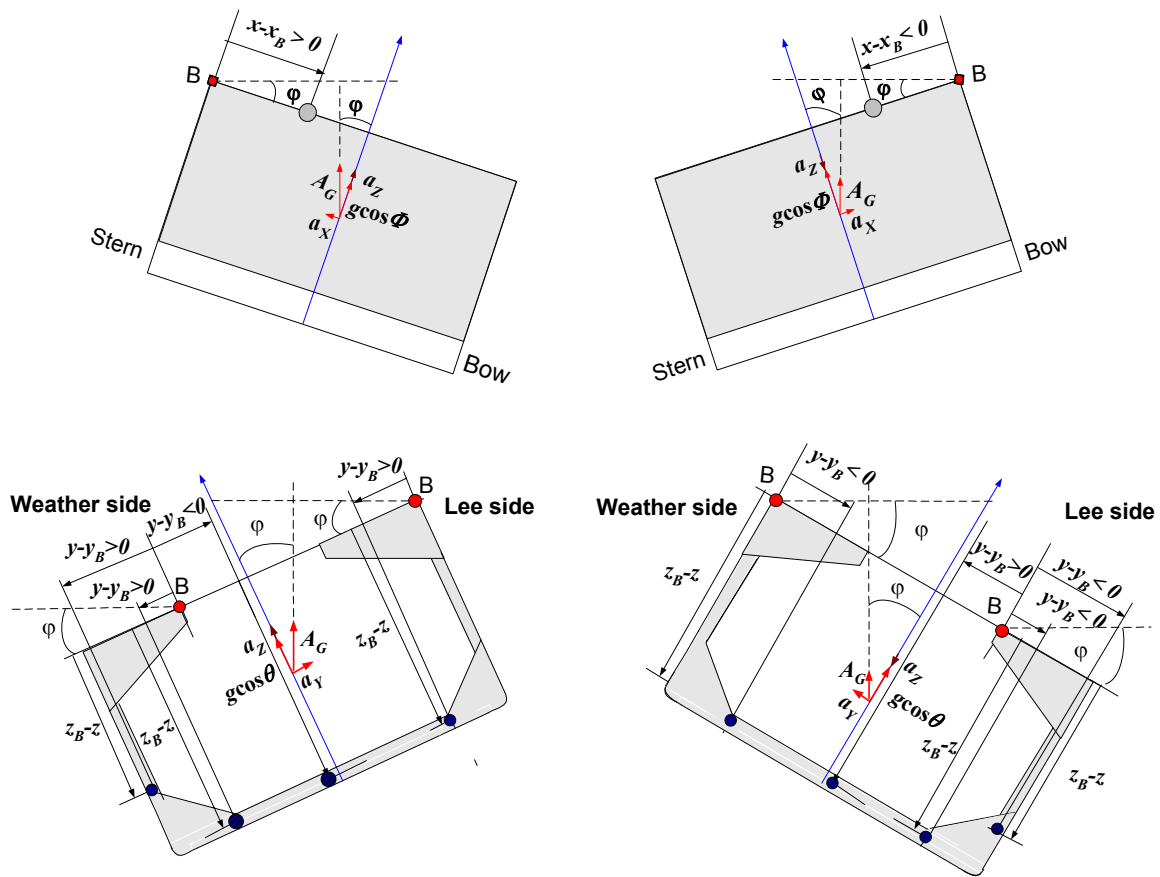 x-x_B > 0
B
φ
φ
A_G
a_Z
gcosΦ
a_X
Stern
Bow
x-x_B < 0
B
φ
φ
a_Z
A_G
gcosΦ
a_X
Bow
Stern
Weather side
y-y_B>0
B
Lee side
y-y_B<0
φ
φ
y-y_B>0
y-y_B>0
B
φ
a_Z
A_G
gcosθ
a_Y
z_B-z
z_B-z
z_B-z
y-y_B<0
B
Weather side
Lee side
φ
y-y_B>0
y-y_B<0
y-y_B<0
B
z_B-z
φ
φ
A_G
a_Z
a_Y
gcosθ
z_B-z
z_B-z